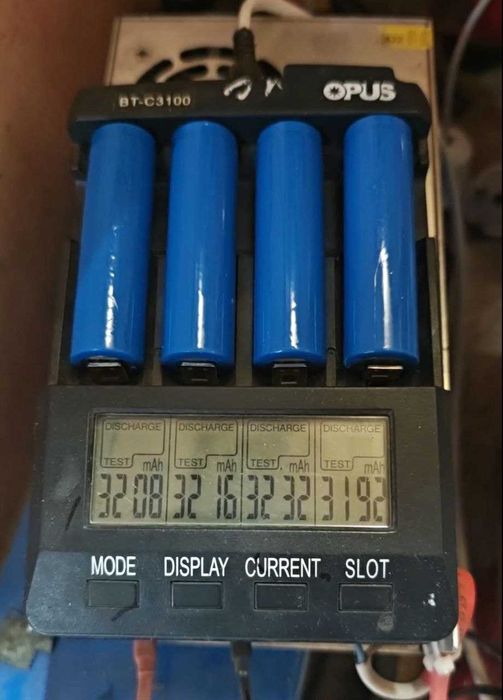 OPUS
BT-C3100
DISCHARGE DISCHARGE DISCHARGE DISCHARGE
TEST mAh TEST mAh TEST mAh TEST mAh
3208 3216 3232 3192
MODE DISPLAY CURRENT SLOT